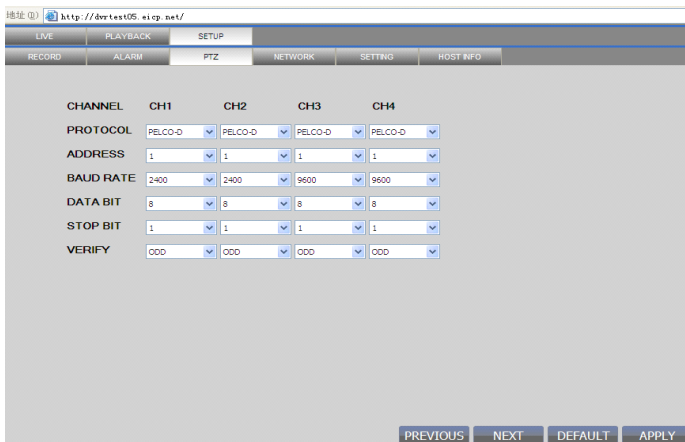 地址(D) http://dvrtest05.eicp.net/
LIVE PLAYBACK SETUP
RECORD ALARM PTZ NETWORK SETTING HOST INFO
CHANNEL CH1 CH2 CH3 CH4
PROTOCOL PELCO-D PELCO-D PELCO-D PELCO-D
ADDRESS 1 1 1 1
BAUD RATE 2400 2400 9600 9600
DATA BIT 8 8 8 8
STOP BIT 1 1 1 1
VERIFY ODD ODD ODD ODD
PREVIOUS NEXT DEFAULT APPLY